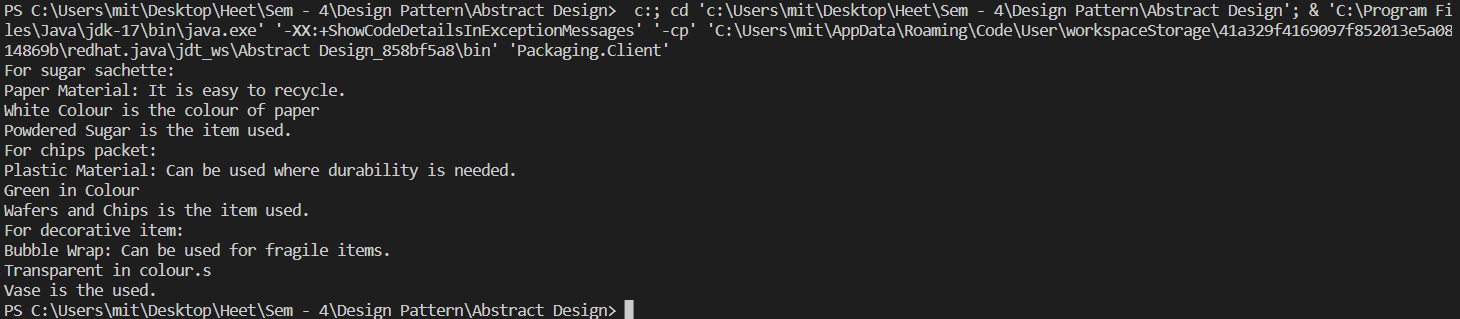 PS C:\Users\mit\Desktop\Heet\Sem - 4\Design Pattern\Abstract Design>  c:; cd 'c:\Users\mit\Desktop\Heet\Sem - 4\Design Pattern\Abstract Design'; & 'C:\Program Fi
les\Java\jdk-17\bin\java.exe' '-XX:+ShowCodeDetailsInExceptionMessages' '-cp' 'C:\Users\mit\AppData\Roaming\Code\User\workspaceStorage\41a329f4169097f852013e5a08
14869b\redhat.java\jdt_ws\Abstract Design_858bf5a8\bin' 'Packaging.Client'
For sugar sachette:
Paper Material: It is easy to recycle.
White Colour is the colour of paper
Powdered Sugar is the item used.
For chips packet:
Plastic Material: Can be used where durability is needed.
Green in Colour
Wafers and Chips is the item used.
For decorative item:
Bubble Wrap: Can be used for fragile items.
Transparent in colour.s
Vase is the used.
PS C:\Users\mit\Desktop\Heet\Sem - 4\Design Pattern\Abstract Design>